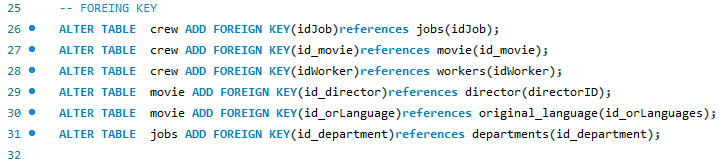 25 -- FOREING KEY
26 ALTER TABLE  crew ADD FOREIGN KEY(idJob)references jobs(idJob);
27 ALTER TABLE  crew ADD FOREIGN KEY(id_movie)references movie(id_movie);
28 ALTER TABLE  crew ADD FOREIGN KEY(idWorker)references workers(idWorker);
29 ALTER TABLE  movie ADD FOREIGN KEY(id_director)references director(directorID);
30 ALTER TABLE  movie ADD FOREIGN KEY(id_orLanguage)references original_language(id_orLanguages);
31 ALTER TABLE  jobs ADD FOREIGN KEY(id_department)references departments(id_department);
32